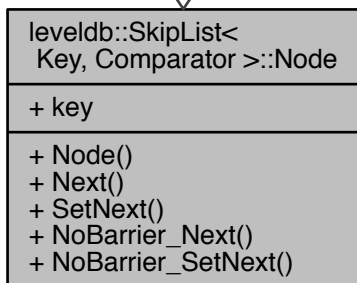 leveldb::SkipList<
Key, Comparator >::Node
+ key
+ Node()
+ Next()
+ SetNext()
+ NoBarrier_Next()
+ NoBarrier_SetNext()